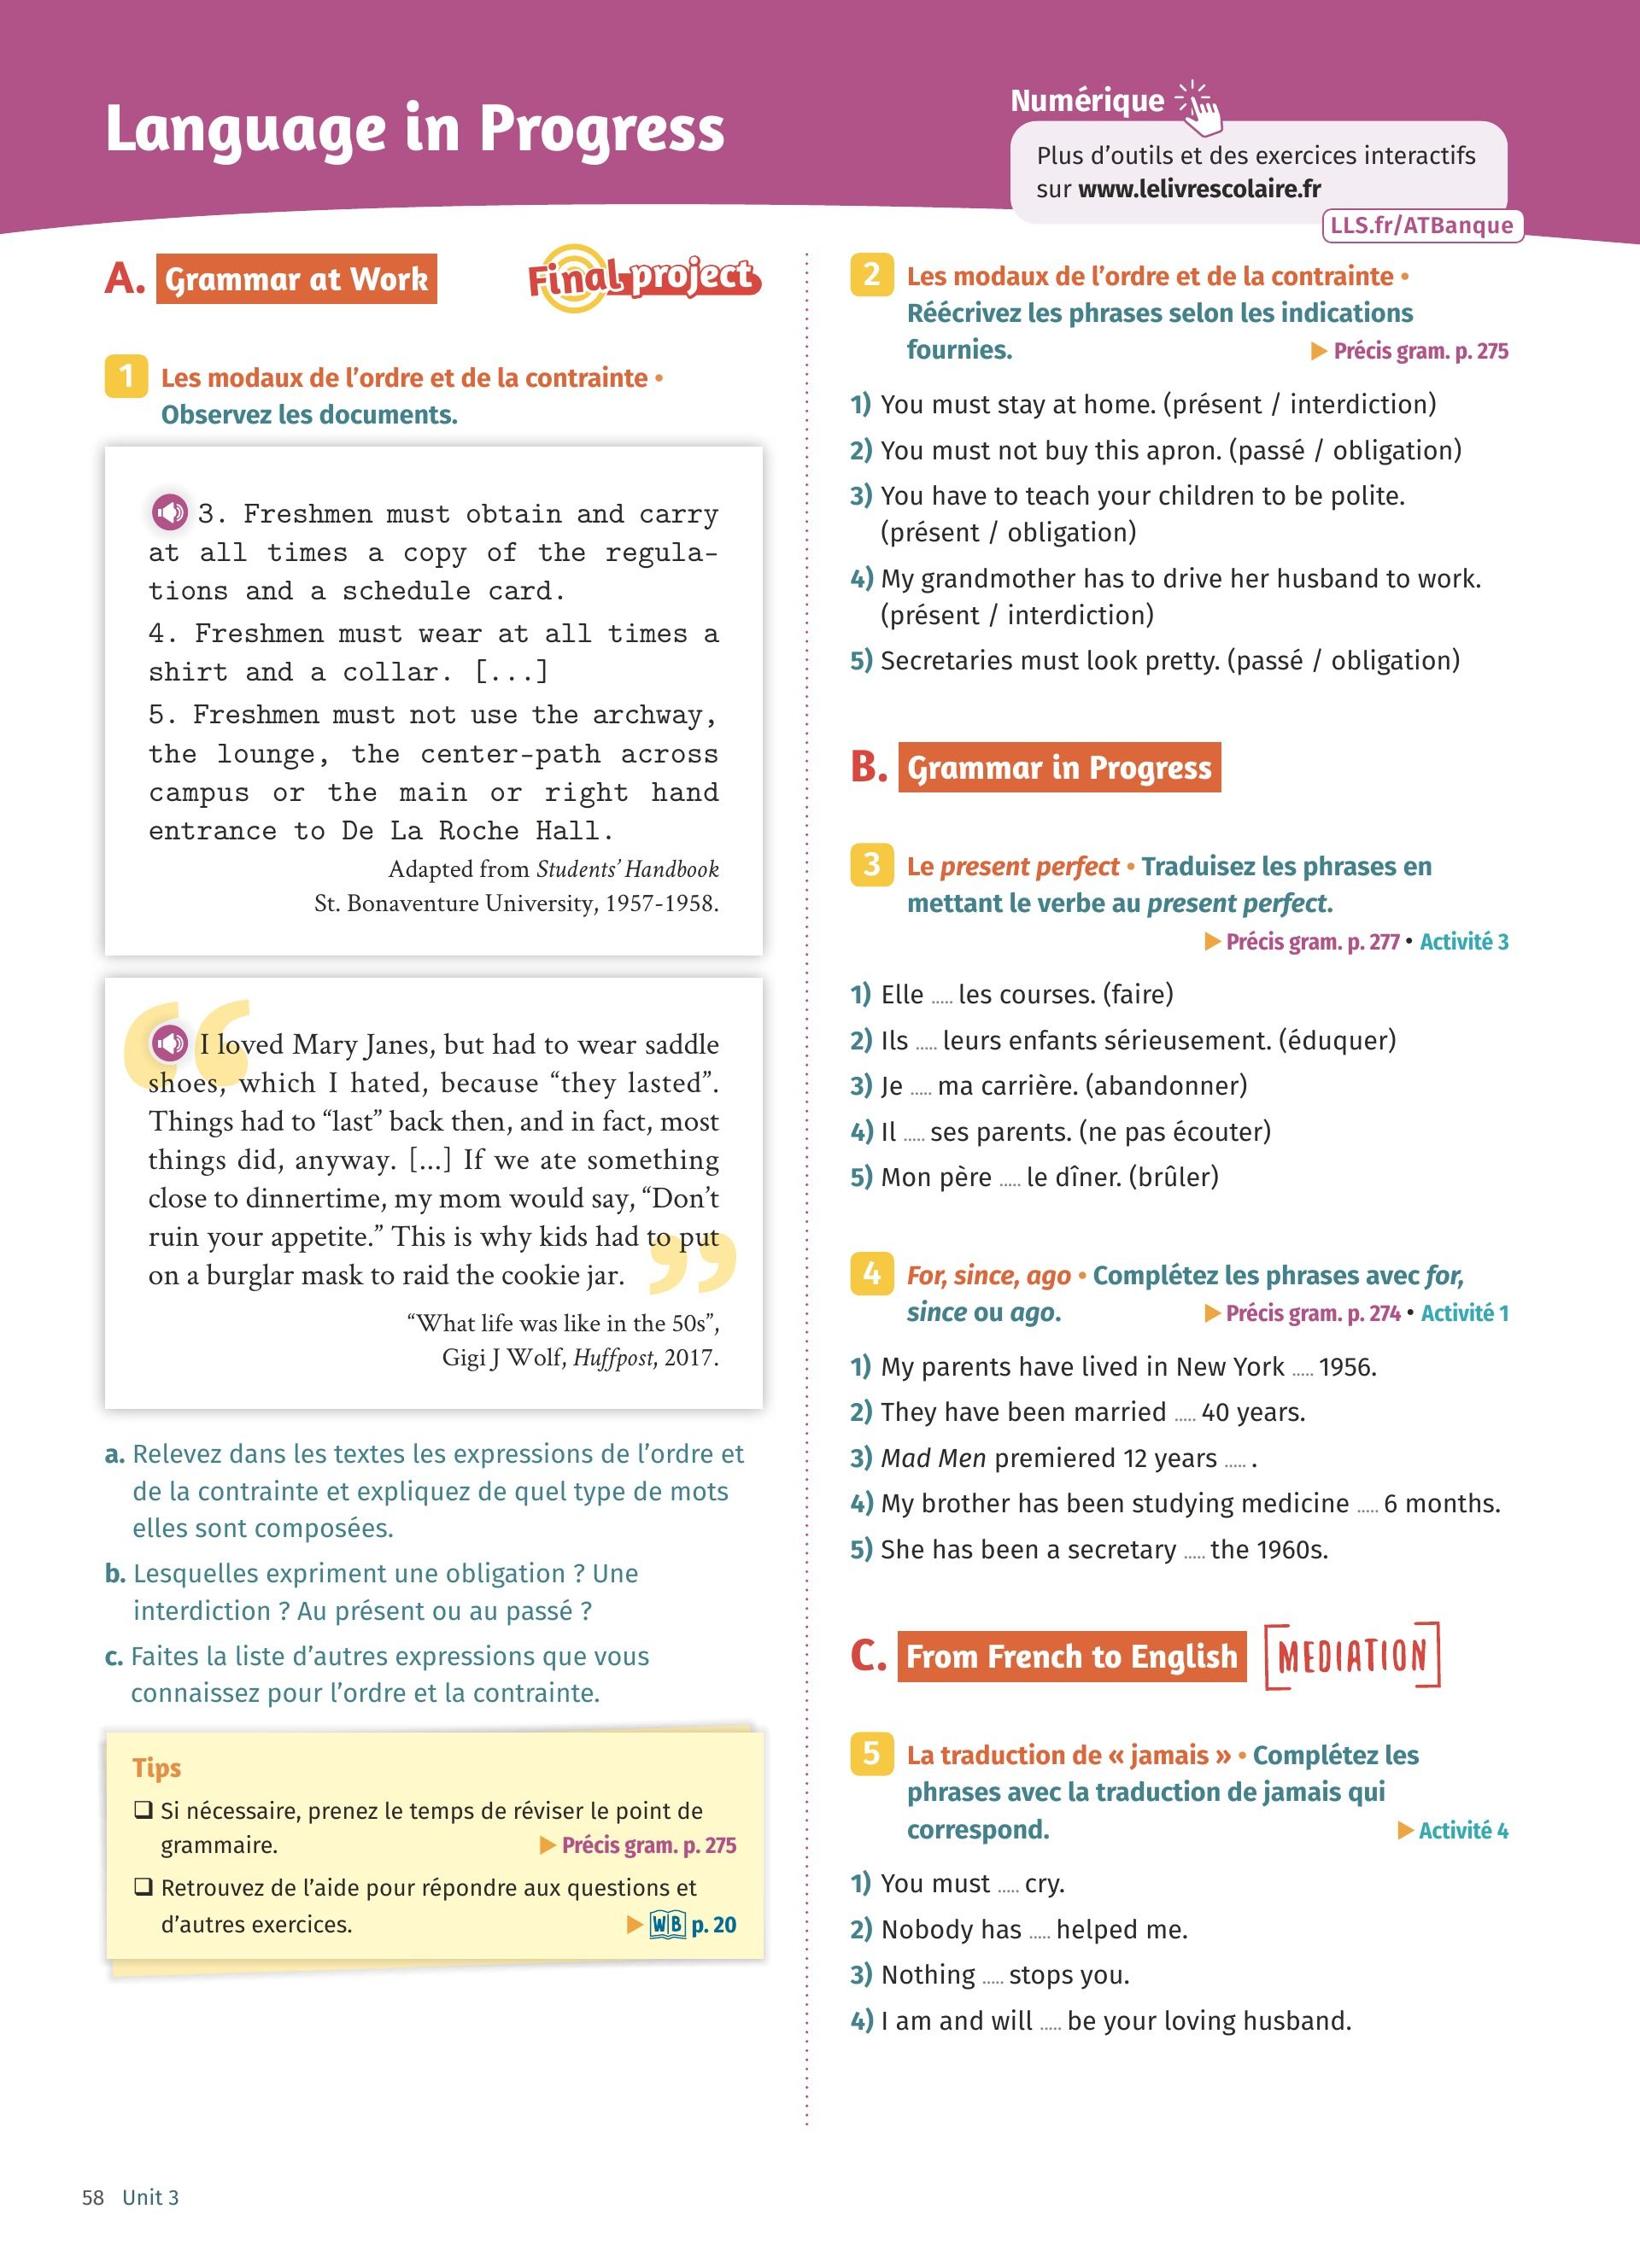 Language in Progress
Numérique
Plus d’outils et des exercices interactifs
sur www.lelivrescolaire.fr
LLS.fr/ATBanque
A. Grammar at Work
Final project
1 Les modaux de l’ordre et de la contrainte •
Observez les documents.
3. Freshmen must obtain and carry
at all times a copy of the regula-
tions and a schedule card.
4. Freshmen must wear at all times a
shirt and a collar. [...]
5. Freshmen must not use the archway,
the lounge, the center-path across
campus or the main or right hand
entrance to De La Roche Hall.
Adapted from Students’ Handbook
St. Bonaventure University, 1957-1958.
“
I loved Mary Janes, but had to wear saddle
shoes, which I hated, because “they lasted”.
Things had to “last” back then, and in fact, most
things did, anyway. [...] If we ate something
close to dinnertime, my mom would say, “Don’t
ruin your appetite.” This is why kids had to put
on a burglar mask to raid the cookie jar.
”
“What life was like in the 50s”,
Gigi J Wolf, Huffpost, 2017.
a. Relevez dans les textes les expressions de l’ordre et
de la contrainte et expliquez de quel type de mots
elles sont composées.
b. Lesquelles expriment une obligation ? Une
interdiction ? Au présent ou au passé ?
c. Faites la liste d’autres expressions que vous
connaissez pour l’ordre et la contrainte.
Tips
❑ Si nécessaire, prenez le temps de réviser le point de
grammaire. ▶ Précis gram. p. 275
❑ Retrouvez de l’aide pour répondre aux questions et
d’autres exercices. ▶ WB p. 20
2 Les modaux de l’ordre et de la contrainte •
Réécrivez les phrases selon les indications
fournies. ▶ Précis gram. p. 275
1) You must stay at home. (présent / interdiction)
2) You must not buy this apron. (passé / obligation)
3) You have to teach your children to be polite.
(présent / obligation)
4) My grandmother has to drive her husband to work.
(présent / interdiction)
5) Secretaries must look pretty. (passé / obligation)
B. Grammar in Progress
3 Le present perfect • Traduisez les phrases en
mettant le verbe au present perfect.
▶ Précis gram. p. 277 • Activité 3
1) Elle ..... les courses. (faire)
2) Ils ..... leurs enfants sérieusement. (éduquer)
3) Je ..... ma carrière. (abandonner)
4) Il ..... ses parents. (ne pas écouter)
5) Mon père ..... le dîner. (brûler)
4 For, since, ago • Complétez les phrases avec for,
since ou ago. ▶ Précis gram. p. 274 • Activité 1
1) My parents have lived in New York ..... 1956.
2) They have been married ..... 40 years.
3) Mad Men premiered 12 years ..... .
4) My brother has been studying medicine ..... 6 months.
5) She has been a secretary ..... the 1960s.
C. From French to English [MEDIATION]
5 La traduction de « jamais » • Complétez les
phrases avec la traduction de jamais qui
correspond. ▶ Activité 4
1) You must ..... cry.
2) Nobody has ..... helped me.
3) Nothing ..... stops you.
4) I am and will ..... be your loving husband.
58 Unit 3